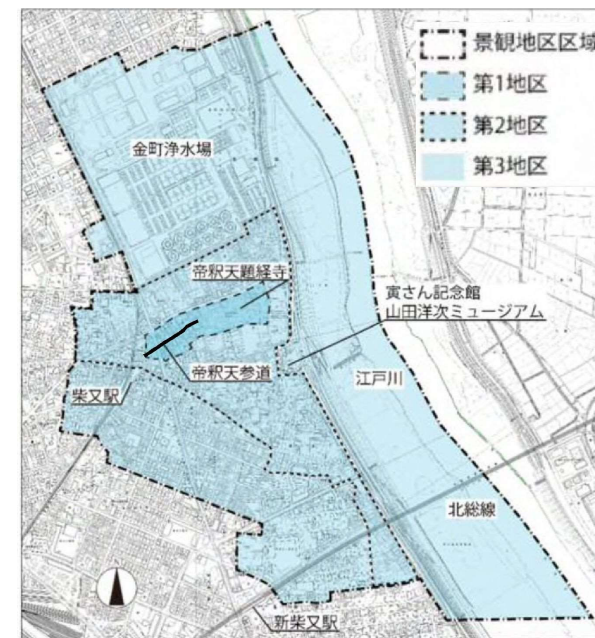 景観地区区域
第1地区
第2地区
第3地区
金町浄水場
帝釈天題経寺
寅さん記念館
山田洋次ミュージアム
帝釈天参道
柴又駅
江戸川
北総線
新柴又駅